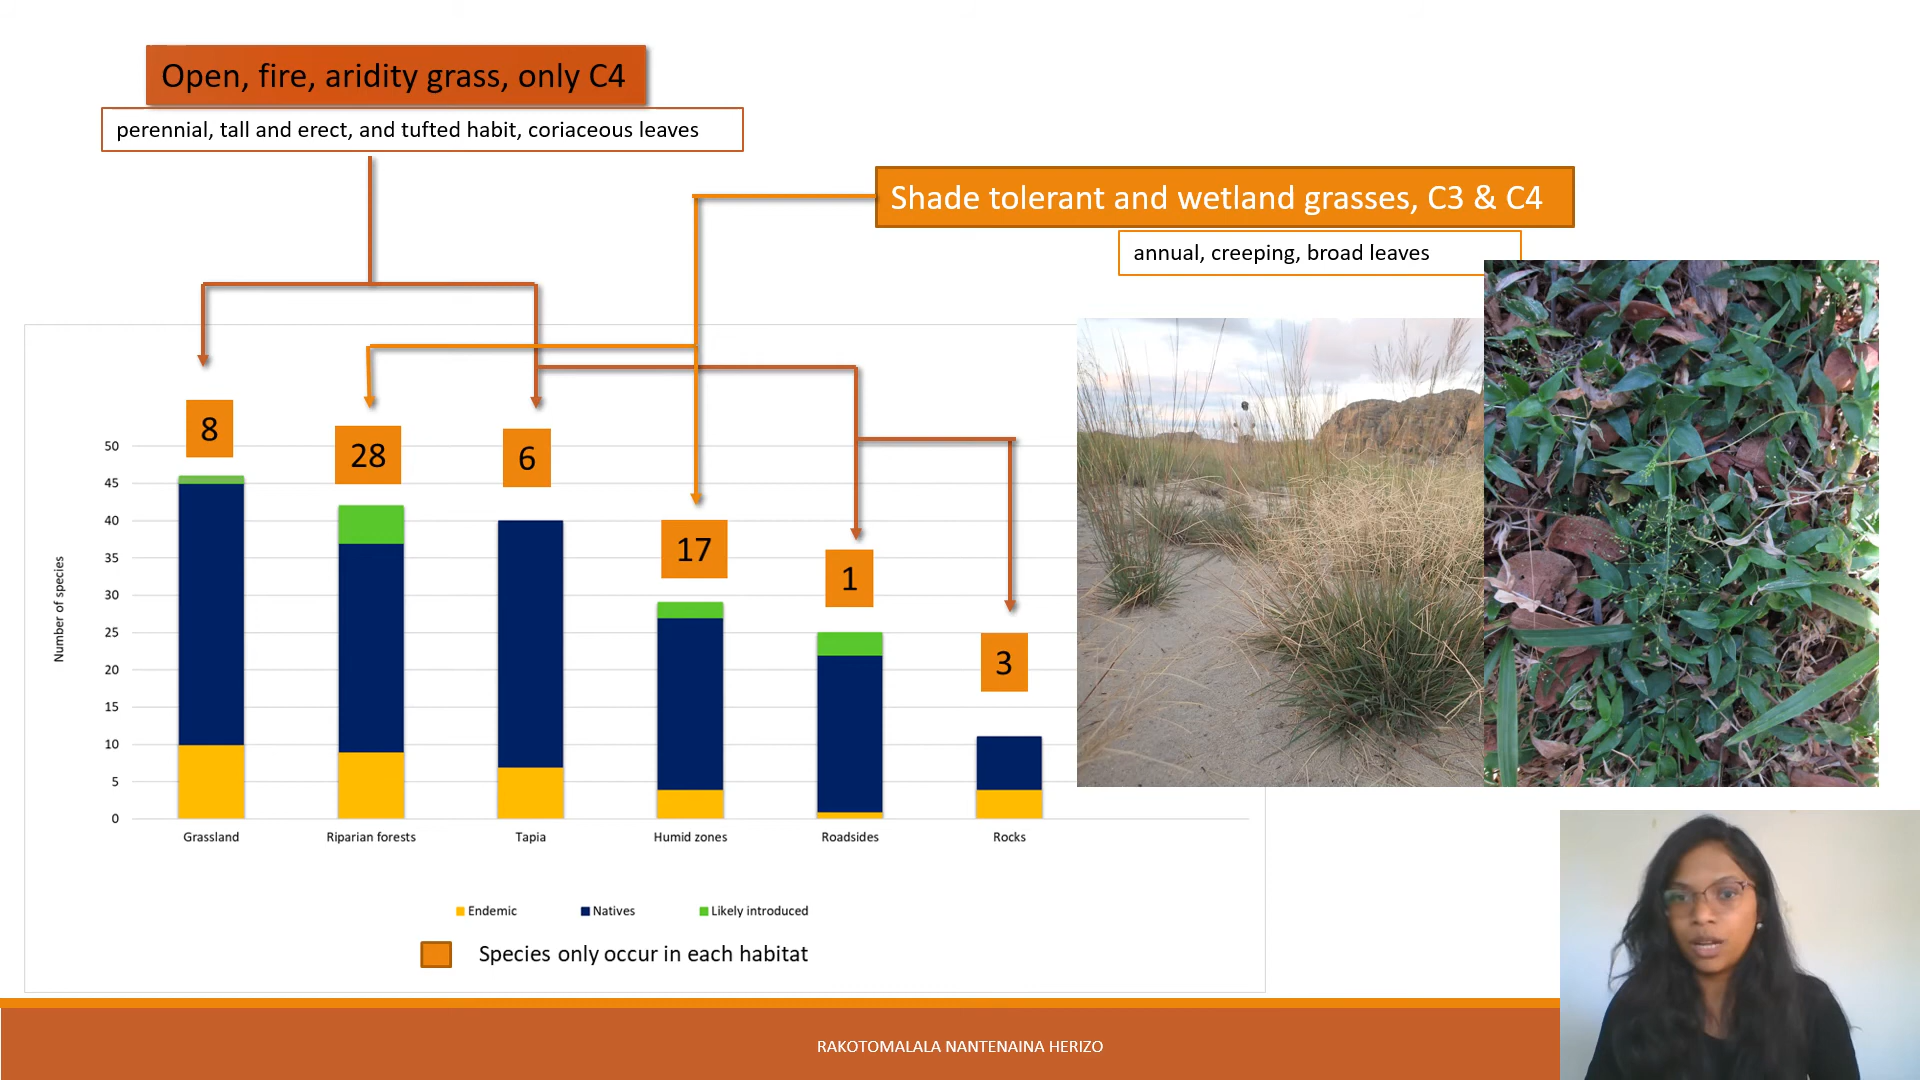 Open, fire, aridity grass, only C4
perennial, tall and erect, and tufted habit, coriaceous leaves
Shade tolerant and wetland grasses, C3 & C4
annual, creeping, broad leaves
8
28
6
17
1
3
50
45
40
35
30
25
20
15
10
5
0
Number of species
Grassland
Riparian forests
Tapia
Humid zones
Roadsides
Rocks
Endemic
Natives
Likely introduced
Species only occur in each habitat
RAKOTOMALALA NANTENAINA HERIZO